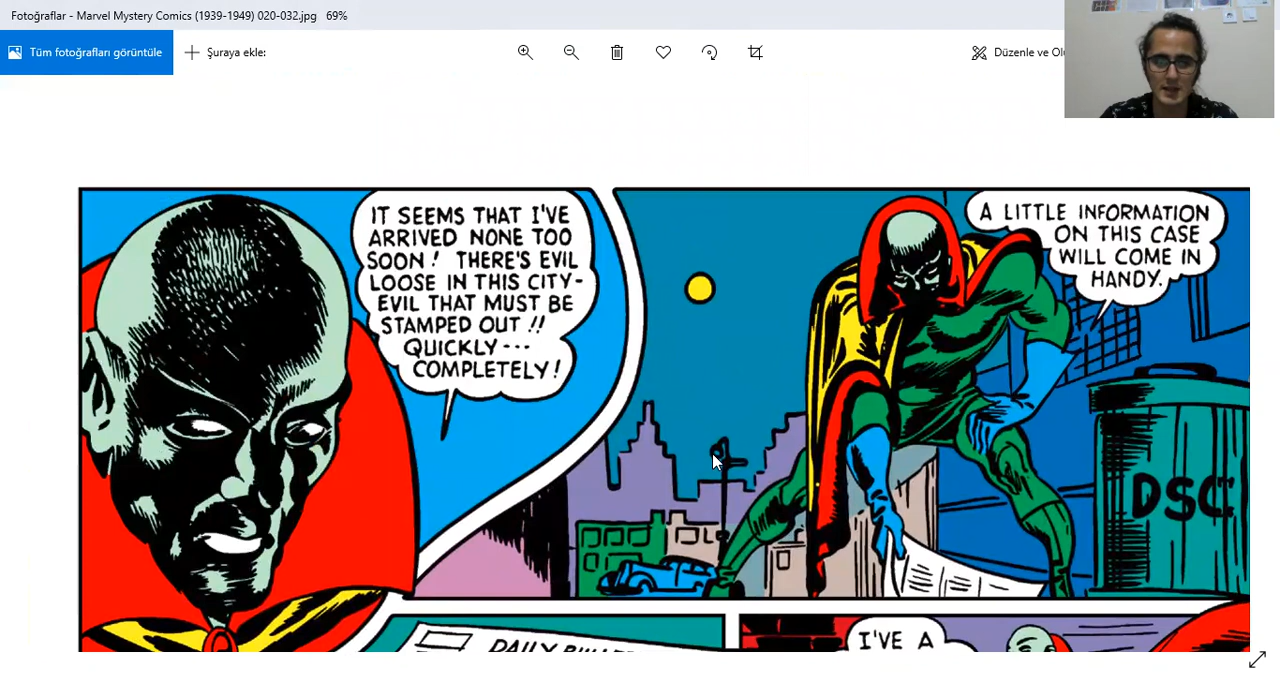 Fotoğraflar - Marvel Mystery Comics (1939-1949) 020-032.jpg 69%
Tüm fotoğrafları görüntüle
Şuraya ekle:
Düzenle ve
IT SEEMS THAT I'VE
ARRIVED NONE TOO
SOON! THERE'S EVIL
LOOSE IN THIS CITY-
EVIL THAT MUST BE
STAMPED OUT!!
QUICKLY---
COMPLETELY!
A LITTLE INFORMATION
ON THIS CASE
WILL COME IN
HANDY.
DSC
DAILY
I'VE A